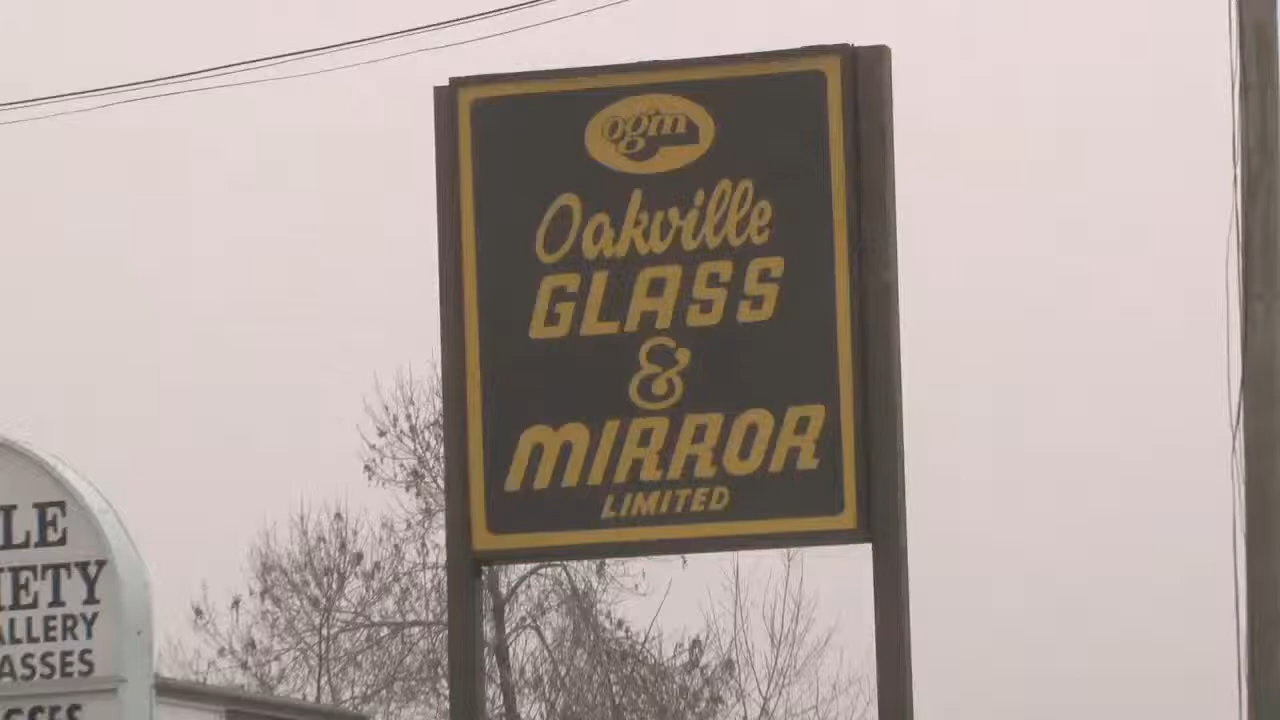 ogm
Oakville
GLASS
&
MIRROR
LIMITED
LE
IETY
ALLERY
ASSES